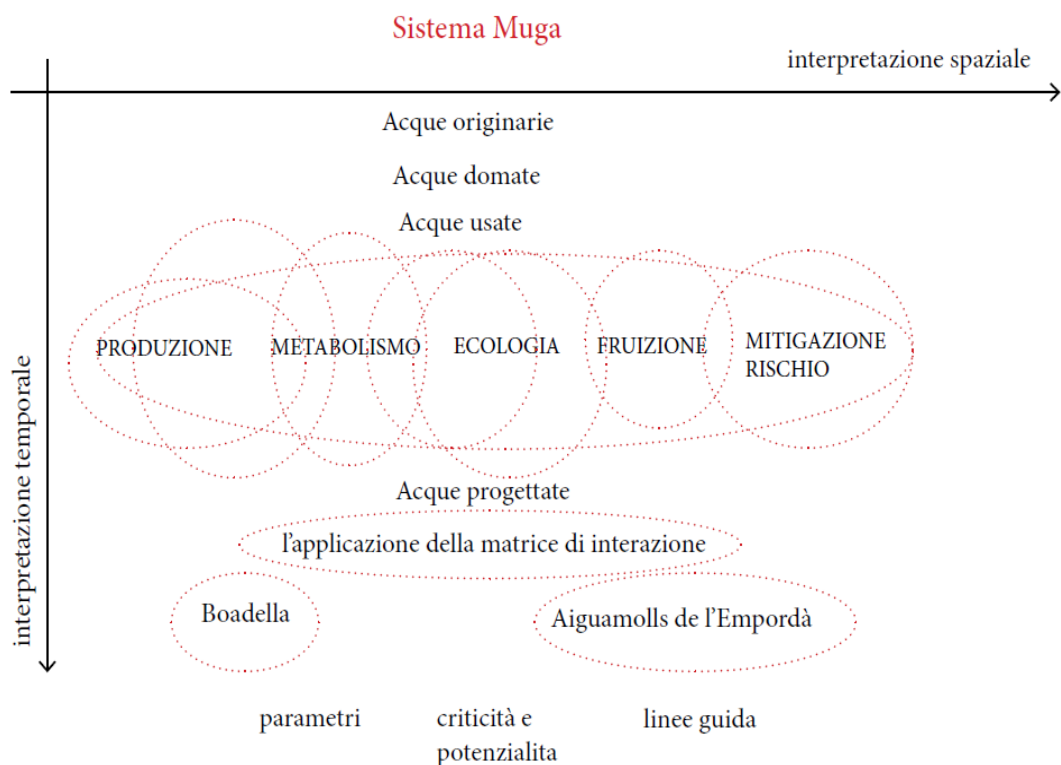 Sistema Muga
interpretazione spaziale
Acque originarie
Acque domate
Acque usate
PRODUZIONE
METABOLISMO
ECOLOGIA
FRUIZIONE
MITIGAZIONE
RISCHIO
interpretazione temporale
Acque progettate
l'applicazione della matrice di interazione
Boadella
Aiguamolls de l'Empordà
parametri
criticità e
potenzialita
linee guida